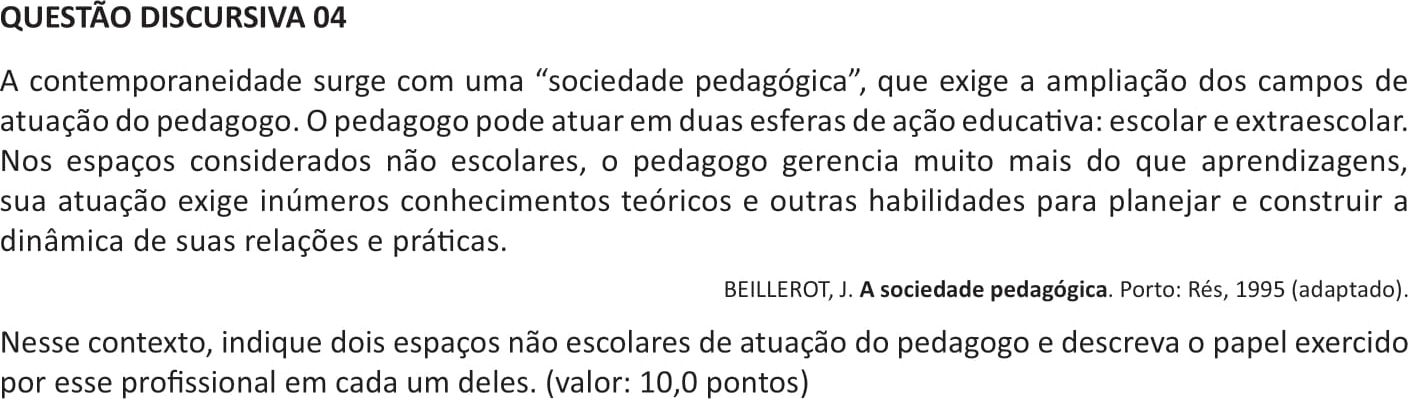 QUESTÃO DISCURSIVA 04
A contemporaneidade surge com uma “sociedade pedagógica”, que exige a ampliação dos campos de
atuação do pedagogo. O pedagogo pode atuar em duas esferas de ação educativa: escolar e extraescolar.
Nos espaços considerados não escolares, o pedagogo gerencia muito mais do que aprendizagens,
sua atuação exige inúmeros conhecimentos teóricos e outras habilidades para planejar e construir a
dinâmica de suas relações e práticas.
BEILLEROT, J. A sociedade pedagógica. Porto: Rés, 1995 (adaptado).
Nesse contexto, indique dois espaços não escolares de atuação do pedagogo e descreva o papel exercido
por esse profissional em cada um deles. (valor: 10,0 pontos)